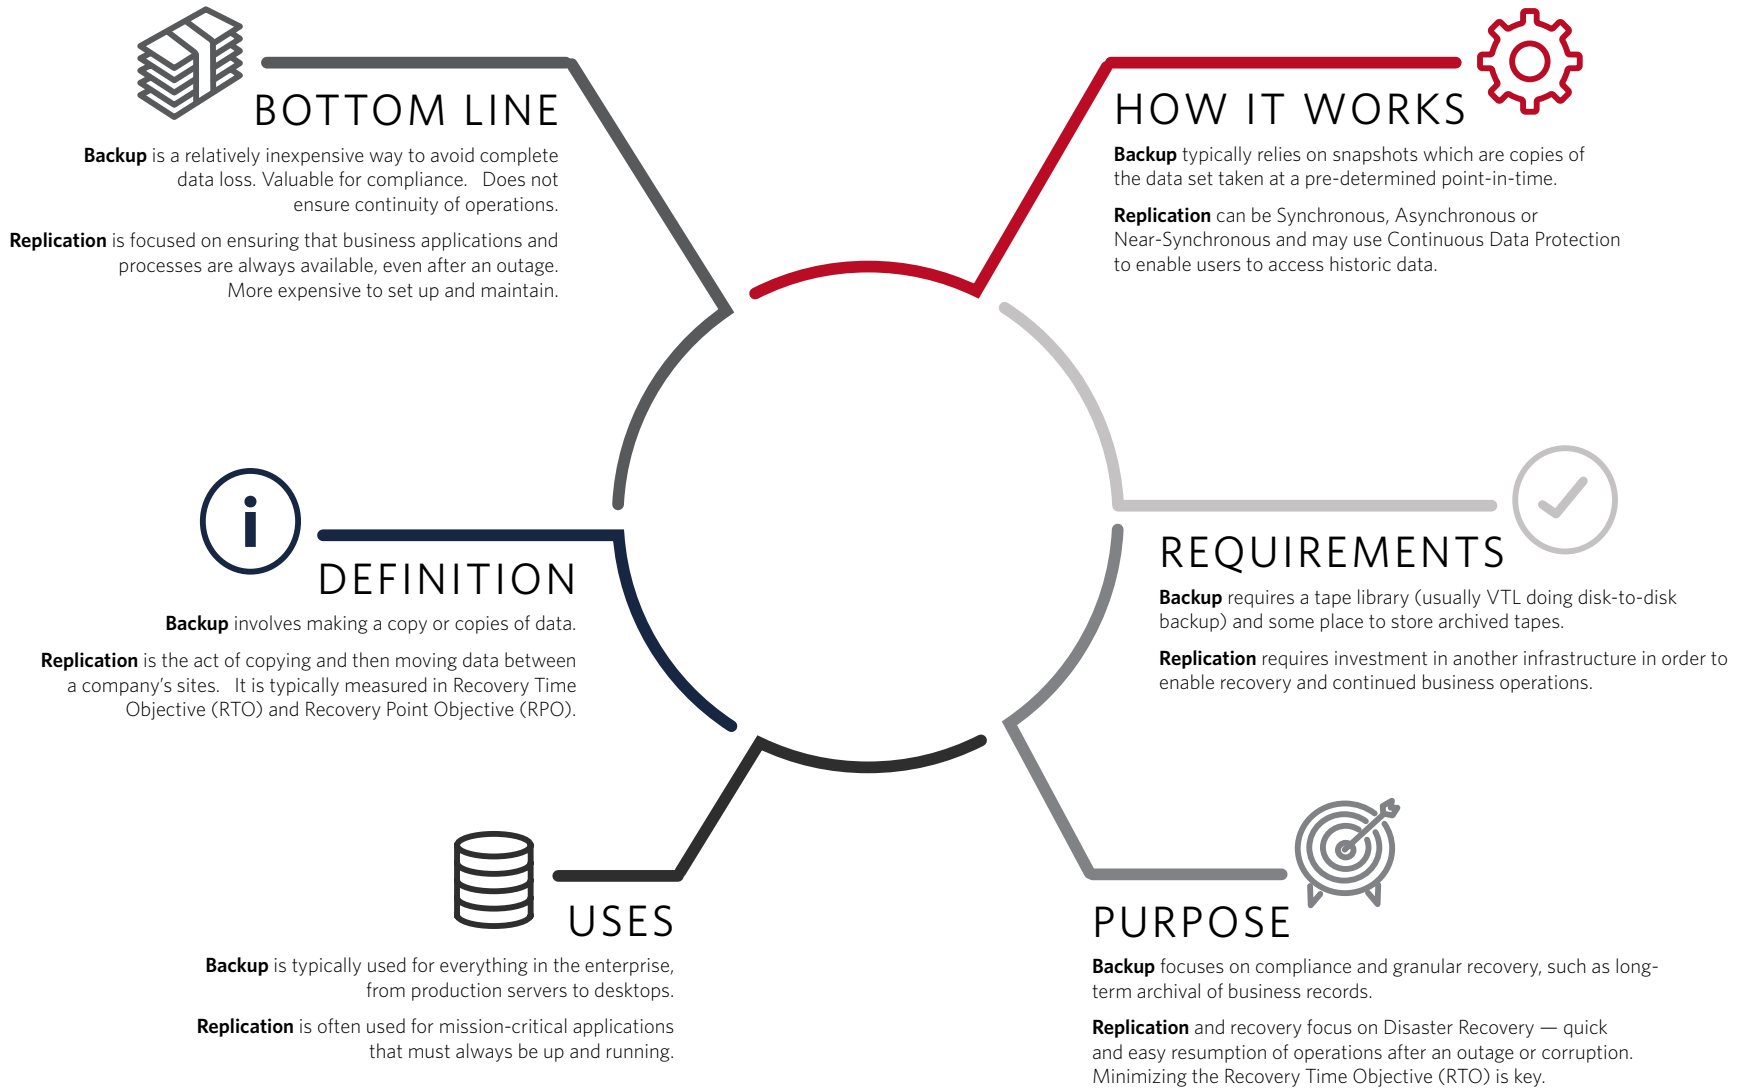 BOTTOM LINE
Backup is a relatively inexpensive way to avoid complete
data loss. Valuable for compliance.   Does not
ensure continuity of operations.
Replication is focused on ensuring that business applications and
processes are always available, even after an outage.
More expensive to set up and maintain.
HOW IT WORKS
Backup typically relies on snapshots which are copies of
the data set taken at a pre-determined point-in-time.
Replication can be Synchronous, Asynchronous or
Near-Synchronous and may use Continuous Data Protection
to enable users to access historic data.
i
DEFINITION
Backup involves making a copy or copies of data.
Replication is the act of copying and then moving data between
a company’s sites.   It is typically measured in Recovery Time
Objective (RTO) and Recovery Point Objective (RPO).
REQUIREMENTS
Backup requires a tape library (usually VTL doing disk-to-disk
backup) and some place to store archived tapes.
Replication requires investment in another infrastructure in order to
enable recovery and continued business operations.
USES
Backup is typically used for everything in the enterprise,
from production servers to desktops.
Replication is often used for mission-critical applications
that must always be up and running.
PURPOSE
Backup focuses on compliance and granular recovery, such as long-
term archival of business records.
Replication and recovery focus on Disaster Recovery — quick
and easy resumption of operations after an outage or corruption.
Minimizing the Recovery Time Objective (RTO) is key.